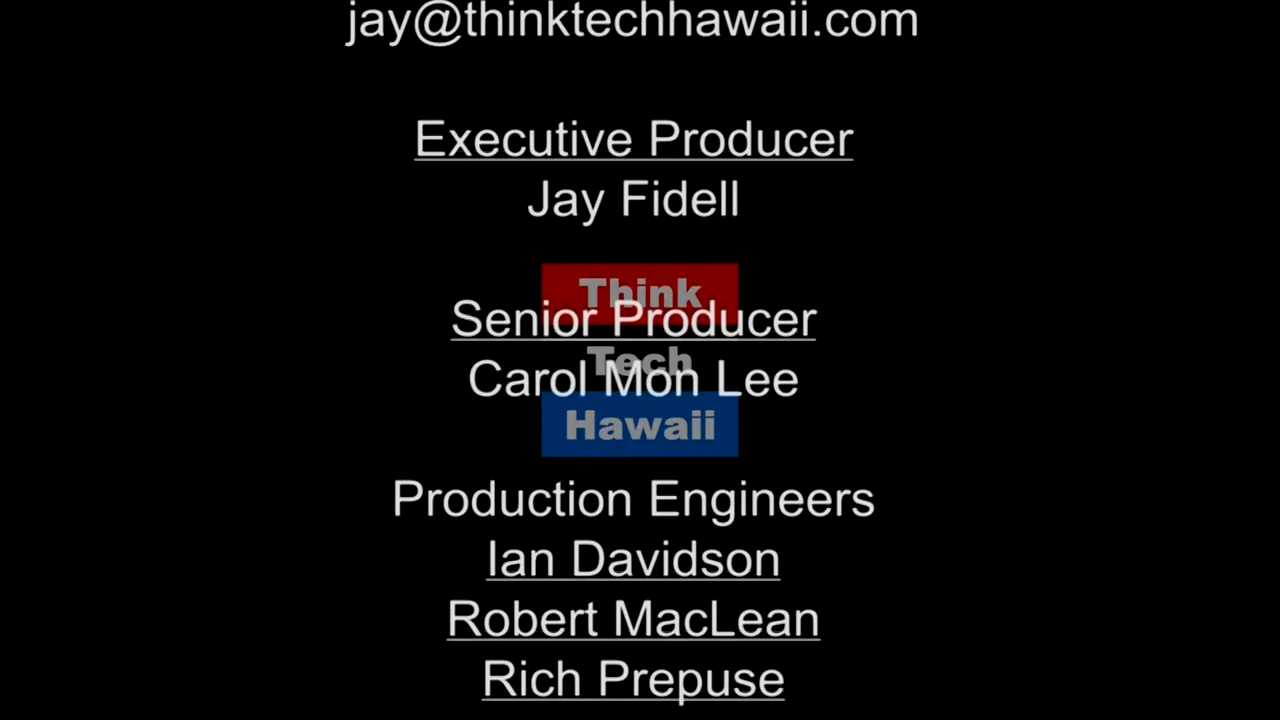 jay@thinktechhawaii.com
Executive Producer
Jay Fidell
Think
Senior Producer
Tech
Carol Mon Lee
Hawaii
Production Engineers
Ian Davidson
Robert MacLean
Rich Prepuse